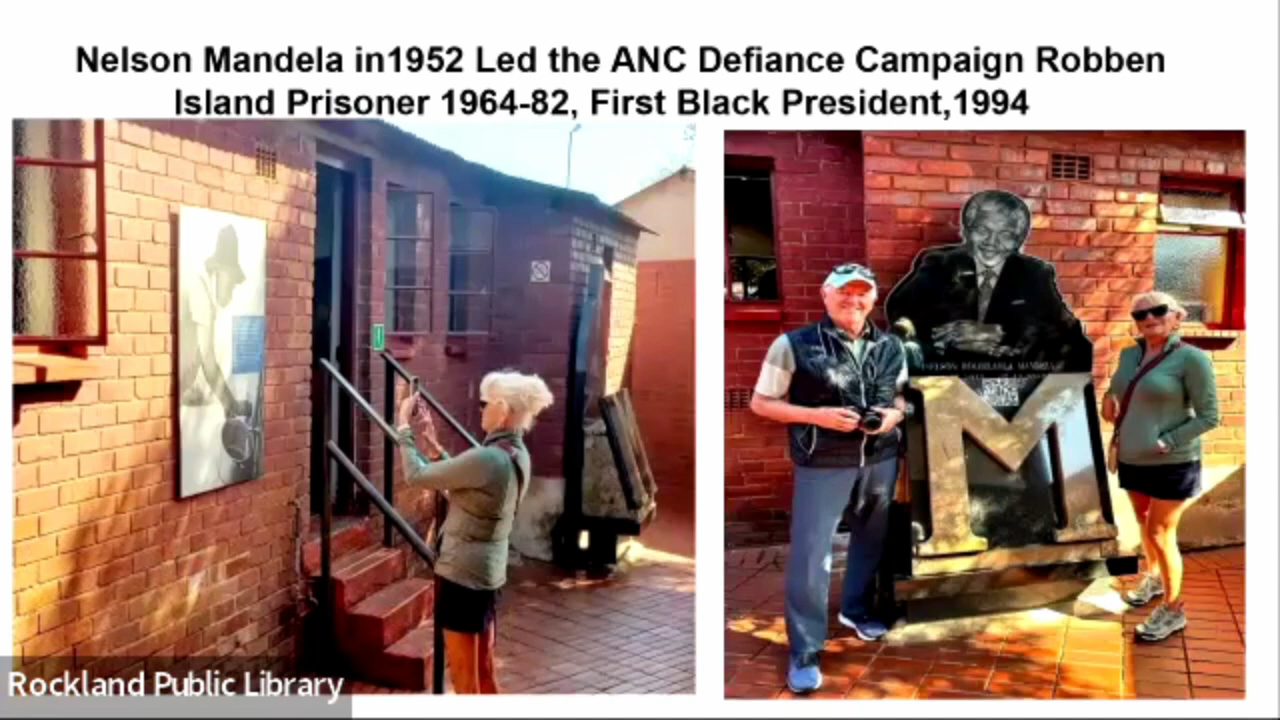 Nelson Mandela in1952 Led the ANC Defiance Campaign Robben
Island Prisoner 1964-82, First Black President,1994
M
Rockland Public Library